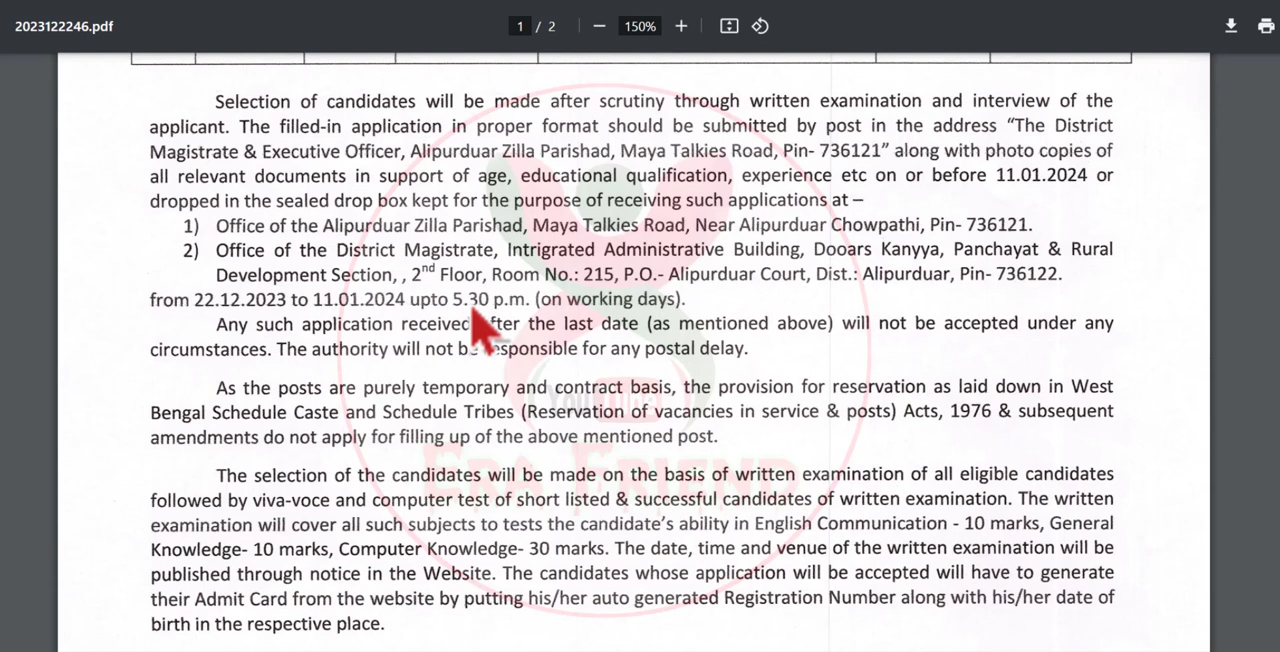 2023122246.pdf
1 / 2
150%
Selection of candidates will be made after scrutiny through written examination and interview of the
applicant. The filled-in application in proper format should be submitted by post in the address “The District
Magistrate & Executive Officer, Alipurduar Zilla Parishad, Maya Talkies Road, Pin- 736121” along with photo copies of
all relevant documents in support of age, educational qualification, experience etc on or before 11.01.2024 or
dropped in the sealed drop box kept for the purpose of receiving such applications at –
1) Office of the Alipurduar Zilla Parishad, Maya Talkies Road, Near Alipurduar Chowpathi, Pin- 736121.
2) Office of the District Magistrate, Intrigrated Administrative Building, Dooars Kanyya, Panchayat & Rural
Development Section, , 2nd Floor, Room No.: 215, P.O.- Alipurduar Court, Dist.: Alipurduar, Pin- 736122.
from 22.12.2023 to 11.01.2024 upto 5.30 p.m. (on working days).
Any such application received after the last date (as mentioned above) will not be accepted under any
circumstances. The authority will not be responsible for any postal delay.
As the posts are purely temporary and contract basis, the provision for reservation as laid down in West
Bengal Schedule Caste and Schedule Tribes (Reservation of vacancies in service & posts) Acts, 1976 & subsequent
amendments do not apply for filling up of the above mentioned post.
YouTube
Era Friend
The selection of the candidates will be made on the basis of written examination of all eligible candidates
followed by viva-voce and computer test of short listed & successful candidates of written examination. The written
examination will cover all such subjects to tests the candidate’s ability in English Communication - 10 marks, General
Knowledge- 10 marks, Computer Knowledge- 30 marks. The date, time and venue of the written examination will be
published through notice in the Website. The candidates whose application will be accepted will have to generate
their Admit Card from the website by putting his/her auto generated Registration Number along with his/her date of
birth in the respective place.